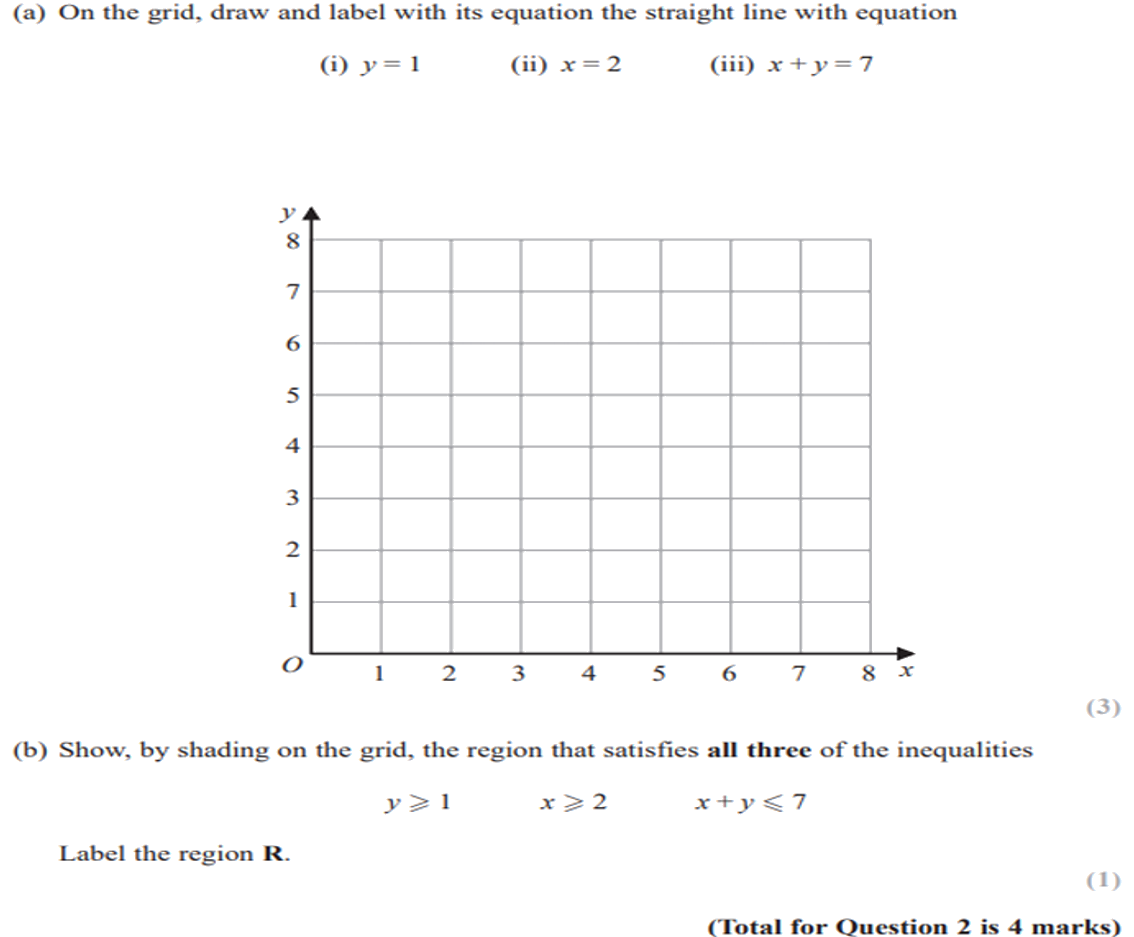 (a) On the grid, draw and label with its equation the straight line with equation
(i) y = 1 (ii) x = 2 (iii) x + y = 7
y
8
7
6
5
4
3
2
1
O 1 2 3 4 5 6 7 8 x
(3)
(b) Show, by shading on the grid, the region that satisfies all three of the inequalities
y ⩾ 1 x ⩾ 2 x + y ⩽ 7
Label the region R.
(1)
(Total for Question 2 is 4 marks)